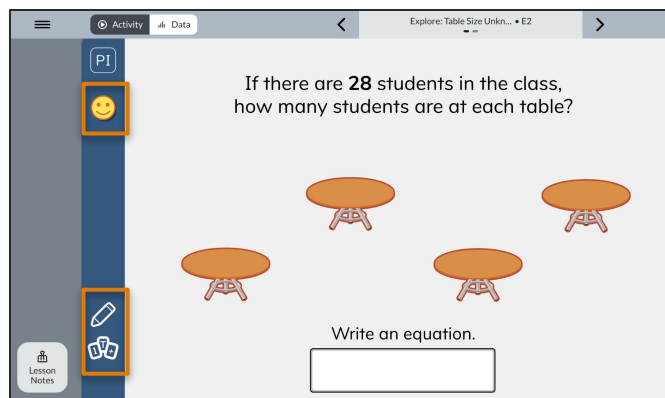 Activity
Data
Explore: Table Size Unkn... • E2
PI
If there are 28 students in the class,
how many students are at each table?
Write an equation.
Lesson
Notes